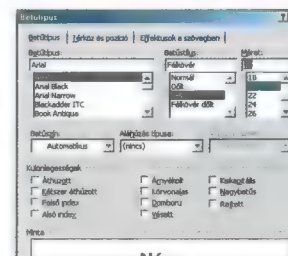 Betűtípus
Betűtípus Térköz és pozíció Effektusok a szövegben
Betűtípus: Betűstílus: Méret:
Arial Félkövér
Arial Black Normál 18
Arial Narrow Dőlt
Blackadder ITC 22
Book Antiqua Félkövér dőlt 24
26
Betűszín: Aláhúzás típusa:
Automatikus (nincs)
Különlegességek
Áthúzott Árnyékolt Kiskapitális
Kétszer áthúzott Körvonalas Nagybetűs
Felső index Domború Rejtett
Alsó index Vésett
Minta